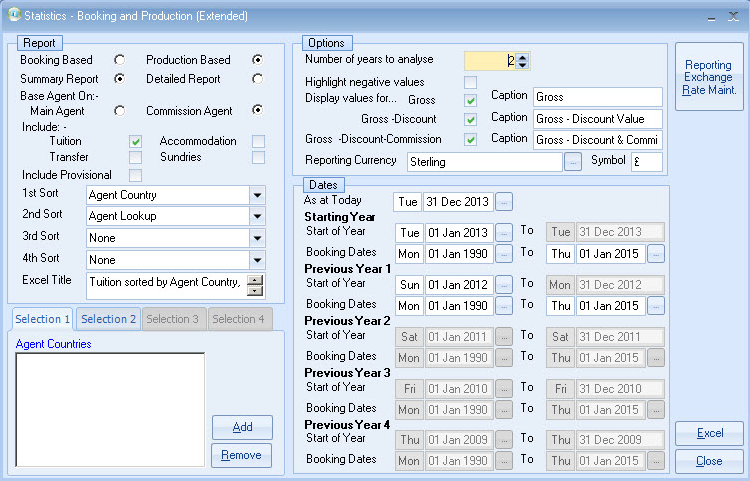 Statistics - Booking and Production (Extended)
Report
Booking Based Production Based
Summary Report Detailed Report
Base Agent On:-
Main Agent Commission Agent
Include: -
Tuition Accommodation
Transfer Sundries
Include Provisional
1st Sort Agent Country
2nd Sort Agent Lookup
3rd Sort None
4th Sort None
Excel Title Tuition sorted by Agent Country,
Selection 1 Selection 2 Selection 3 Selection 4
Agent Countries
Add
Remove
Options
Number of years to analyse 2
Highlight negative values
Display values for... Gross Caption Gross
Gross -Discount Caption Gross - Discount Value
Gross -Discount-Commission Caption Gross - Discount & Commi
Reporting Currency Sterling ... Symbol £
Dates
As at Today Tue 31 Dec 2013 ...
Starting Year
Start of Year Tue 01 Jan 2013 ... To Tue 31 Dec 2013
Booking Dates Mon 01 Jan 1990 ... To Thu 01 Jan 2015 ...
Previous Year 1
Start of Year Sun 01 Jan 2012 ... To Mon 31 Dec 2012
Booking Dates Mon 01 Jan 1990 ... To Thu 01 Jan 2015 ...
Previous Year 2
Start of Year Sat 01 Jan 2011 ... To Sat 31 Dec 2011
Booking Dates Mon 01 Jan 1990 ... To Thu 01 Jan 2015 ...
Previous Year 3
Start of Year Fri 01 Jan 2010 ... To Fri 31 Dec 2010
Booking Dates Mon 01 Jan 1990 ... To Thu 01 Jan 2015 ...
Previous Year 4
Start of Year Thu 01 Jan 2009 ... To Thu 31 Dec 2009
Booking Dates Mon 01 Jan 1990 ... To Thu 01 Jan 2015 ...
Reporting
Exchange
Rate Maint.
Excel
Close